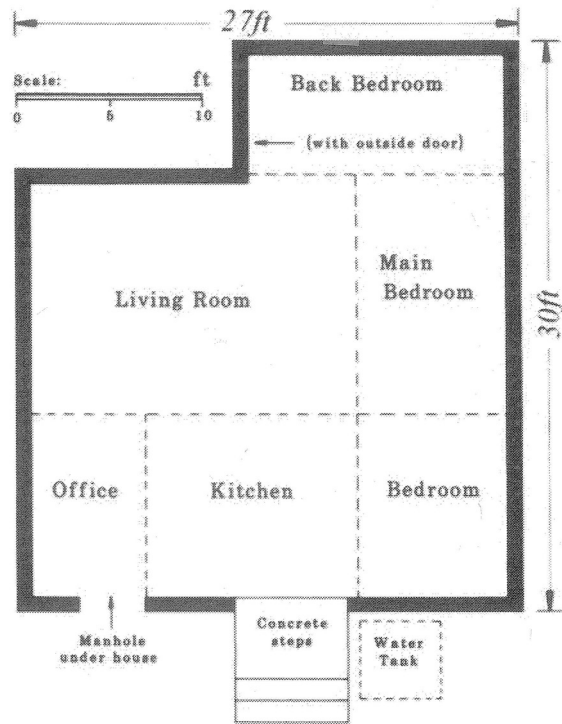 27ft
Scale: ft
0 5 10
Back Bedroom
(with outside door)
Main
Bedroom
Living Room
30ft
Office
Kitchen
Bedroom
Manhole
under house
Concrete
steps
Water
Tank